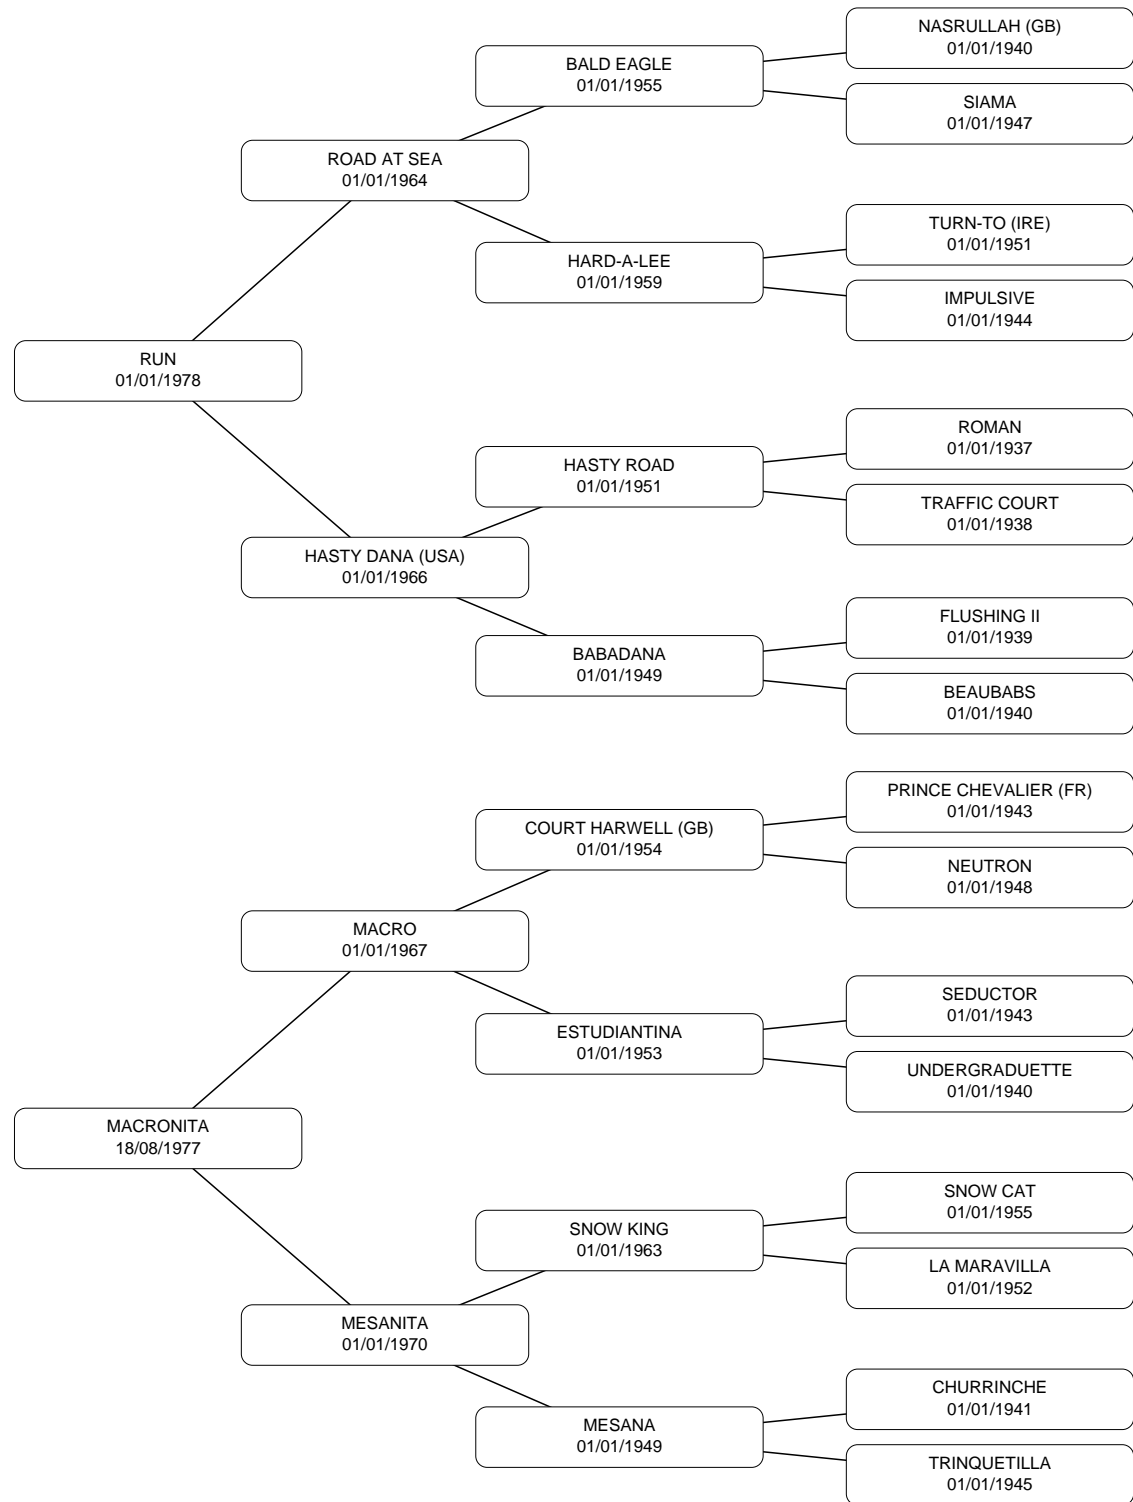 NASRULLAH (GB)
01/01/1940
BALD EAGLE
01/01/1955
SIAMA
01/01/1947
ROAD AT SEA
01/01/1964
TURN-TO (IRE)
01/01/1951
HARD-A-LEE
01/01/1959
IMPULSIVE
01/01/1944
RUN
01/01/1978
ROMAN
01/01/1937
HASTY ROAD
01/01/1951
TRAFFIC COURT
01/01/1938
HASTY DANA (USA)
01/01/1966
FLUSHING II
01/01/1939
BABADANA
01/01/1949
BEAUBABS
01/01/1940
PRINCE CHEVALIER (FR)
01/01/1943
COURT HARWELL (GB)
01/01/1954
NEUTRON
01/01/1948
MACRO
01/01/1967
SEDUCTOR
01/01/1943
ESTUDIANTINA
01/01/1953
UNDERGRADUETTE
01/01/1940
MACRONITA
18/08/1977
SNOW CAT
01/01/1955
SNOW KING
01/01/1963
LA MARAVILLA
01/01/1952
MESANITA
01/01/1970
CHURRINCHE
01/01/1941
MESANA
01/01/1949
TRINQUETILLA
01/01/1945